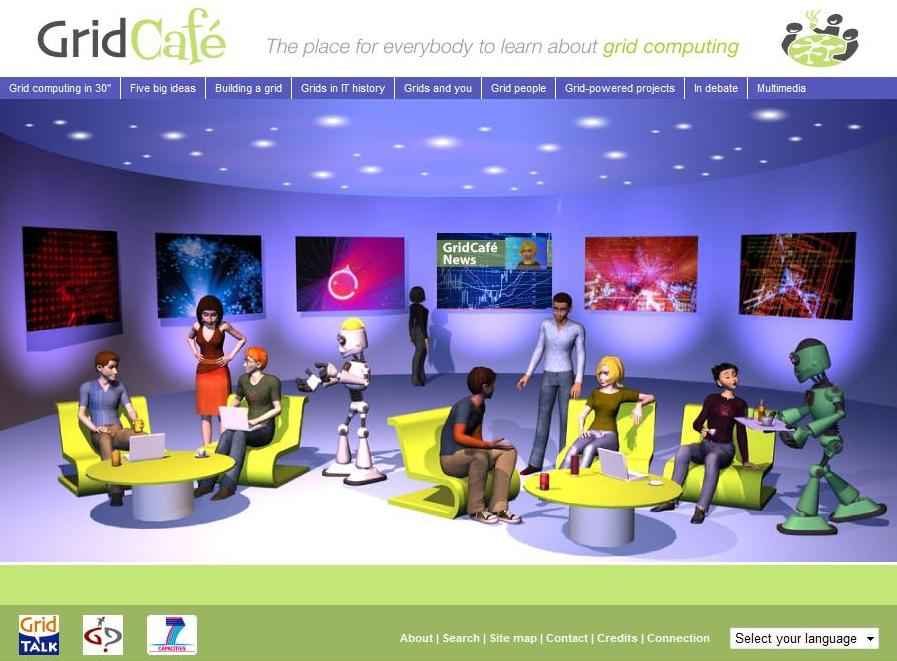 GridCafé
The place for everybody to learn about grid computing
Grid computing in 30" Five big ideas Building a grid Grids in IT history Grids and you Grid people Grid-powered projects In debate Multimedia
GridCafé
News
Grid
TALK
7
CAPACITIES
About | Search | Site map | Contact | Credits | Connection
Select your language